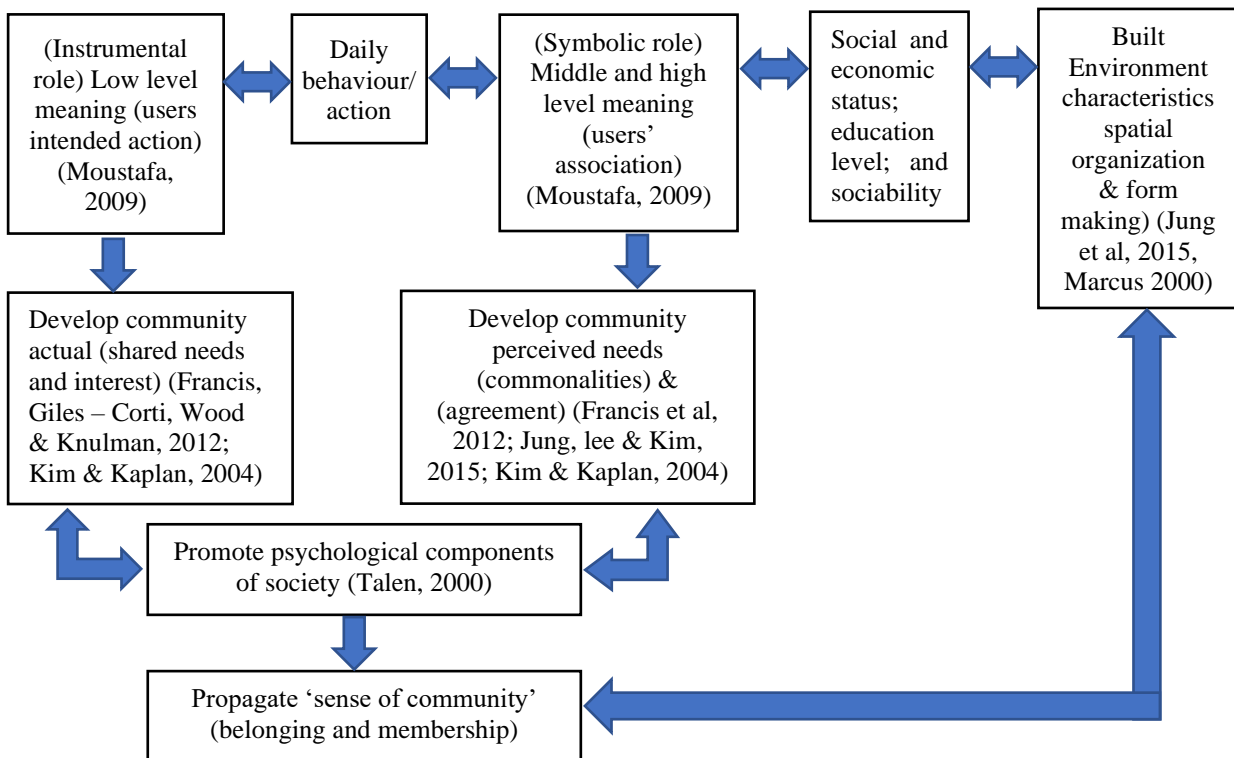 (Instrumental
role) Low level
meaning (users
intended action)
(Moustafa,
2009)
Daily
behaviour/
action
(Symbolic role)
Middle and high
level meaning
(users’
association)
(Moustafa, 2009)
Social and
economic
status;
education
level; and
sociability
Built
Environment
characteristics
spatial
organization
& form
making) (Jung
et al, 2015,
Marcus 2000)
Develop community
actual (shared needs
and interest) (Francis,
Giles – Corti, Wood
& Knulman, 2012;
Kim & Kaplan, 2004)
Develop community
perceived needs
(commonalities) &
(agreement) (Francis et al,
2012; Jung, lee & Kim,
2015; Kim & Kaplan, 2004)
Promote psychological components
of society (Talen, 2000)
Propagate ‘sense of community’
(belonging and membership)